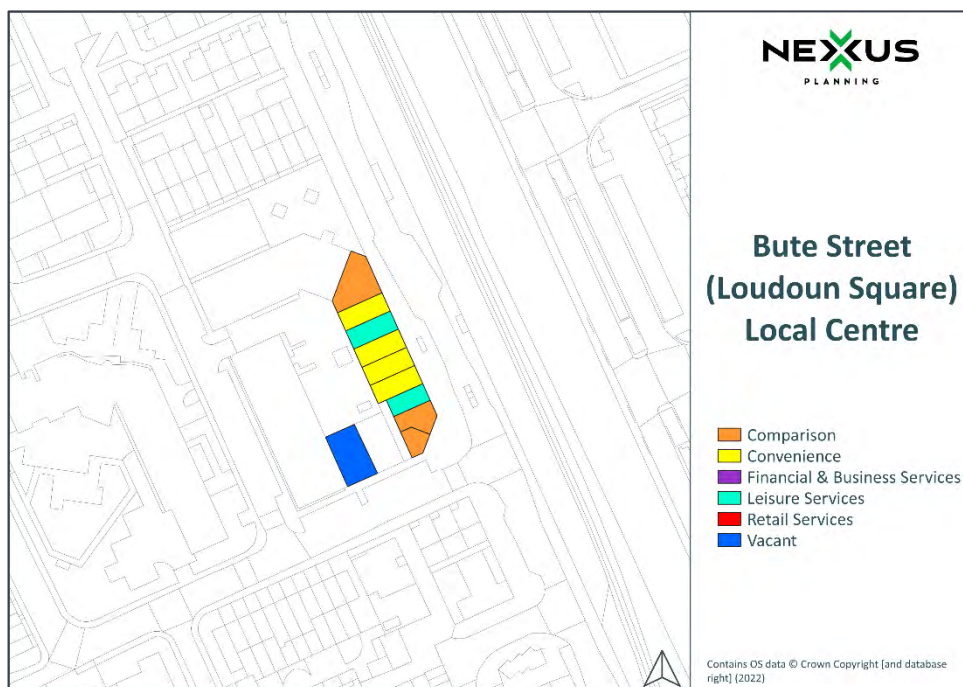 NEXUS
PLANNING
Bute Street
(Loudoun Square)
Local Centre
Comparison
Convenience
Financial & Business Services
Leisure Services
Retail Services
Vacant
Contains OS data © Crown Copyright [and database
right] (2022)